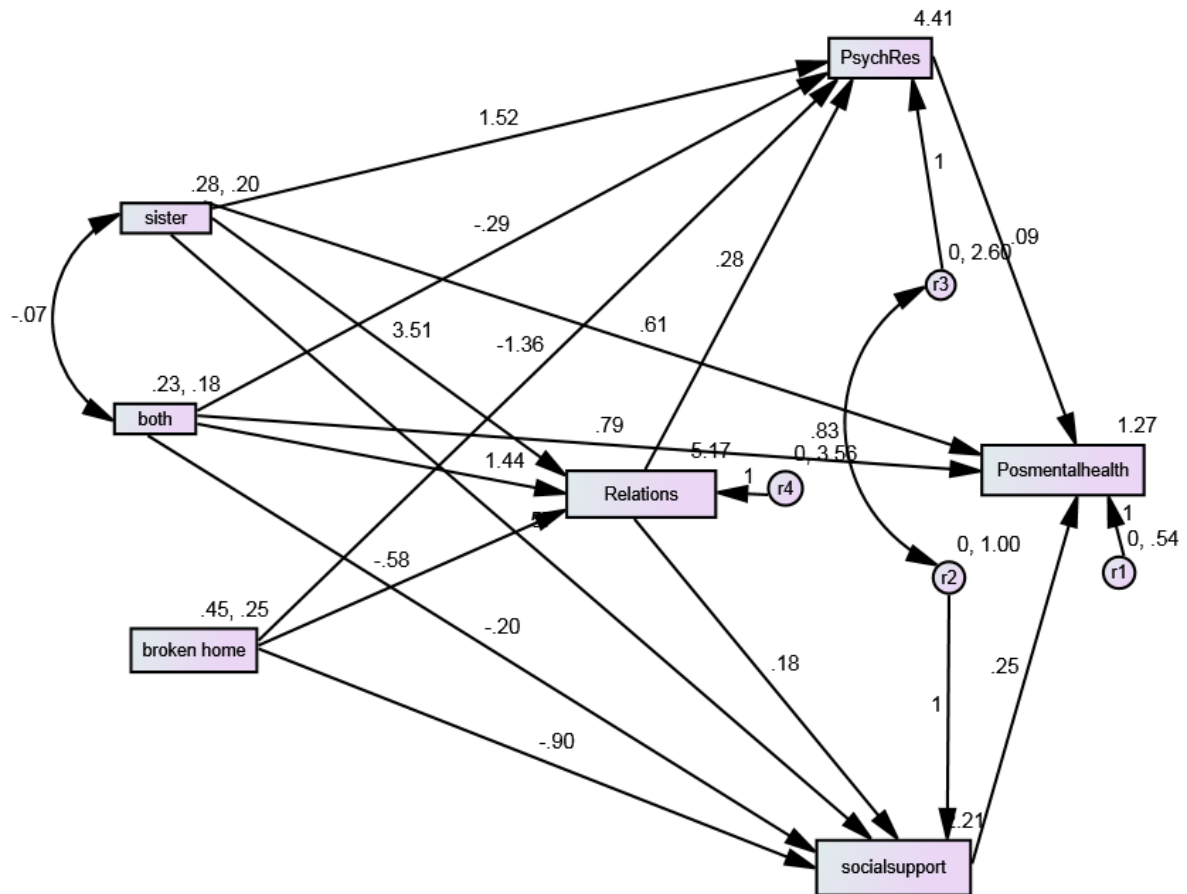 4.41
PsychRes
1.52
1
.28, .20
sister
-.29
.09
.28
0, 2.60
r3
-.07
3.51
-1.36
.61
.23, .18
both
.79
.83
1.27
1.44
5.17
0, 3.56
Posmentalhealth
Relations
1
r4
1
-.58
0, 1.00
0, .54
r2
r1
.45, .25
-.20
broken home
.18
.25
1
-.90
.21
socialsupport